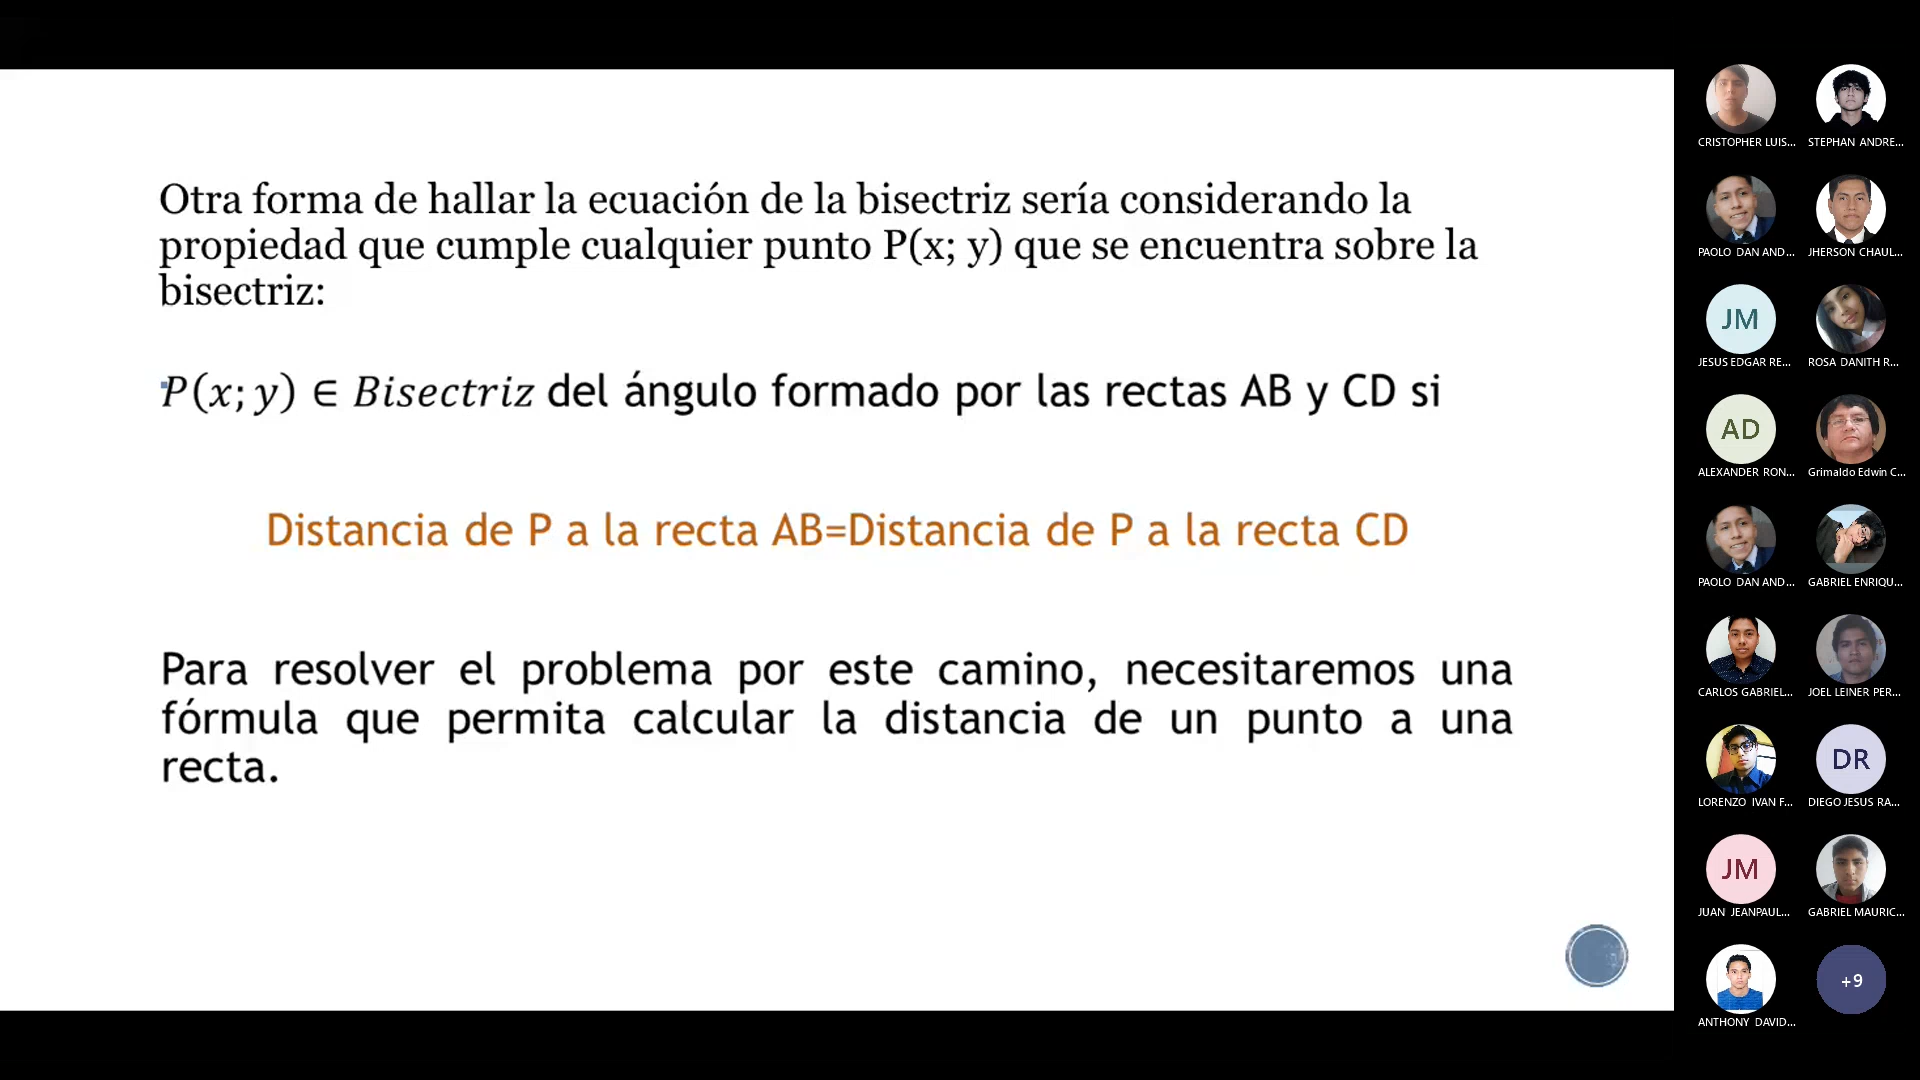 Otra forma de hallar la ecuación de la bisectriz sería considerando la
propiedad que cumple cualquier punto P(x; y) que se encuentra sobre la
bisectriz:
P(x; y) ∈ Bisectriz del ángulo formado por las rectas AB y CD si
Distancia de P a la recta AB=Distancia de P a la recta CD
Para resolver el problema por este camino, necesitaremos una
fórmula que permita calcular la distancia de un punto a una
recta.
CRISTOPHER LUIS...
STEPHAN ANDRE...
PAOLO DAN AND...
JHERSON CHAUL...
JM
JESUS EDGAR RE...
ROSA DANITH R...
AD
ALEXANDER RON...
Grimaldo Edwin C...
PAOLO DAN AND...
GABRIEL ENRIQU...
CARLOS GABRIEL...
JOEL LEINER PER...
LORENZO IVAN F...
DR
DIEGO JESUS RA...
JM
JUAN JEANPAUL...
GABRIEL MAURIC...
ANTHONY DAVID...
+9